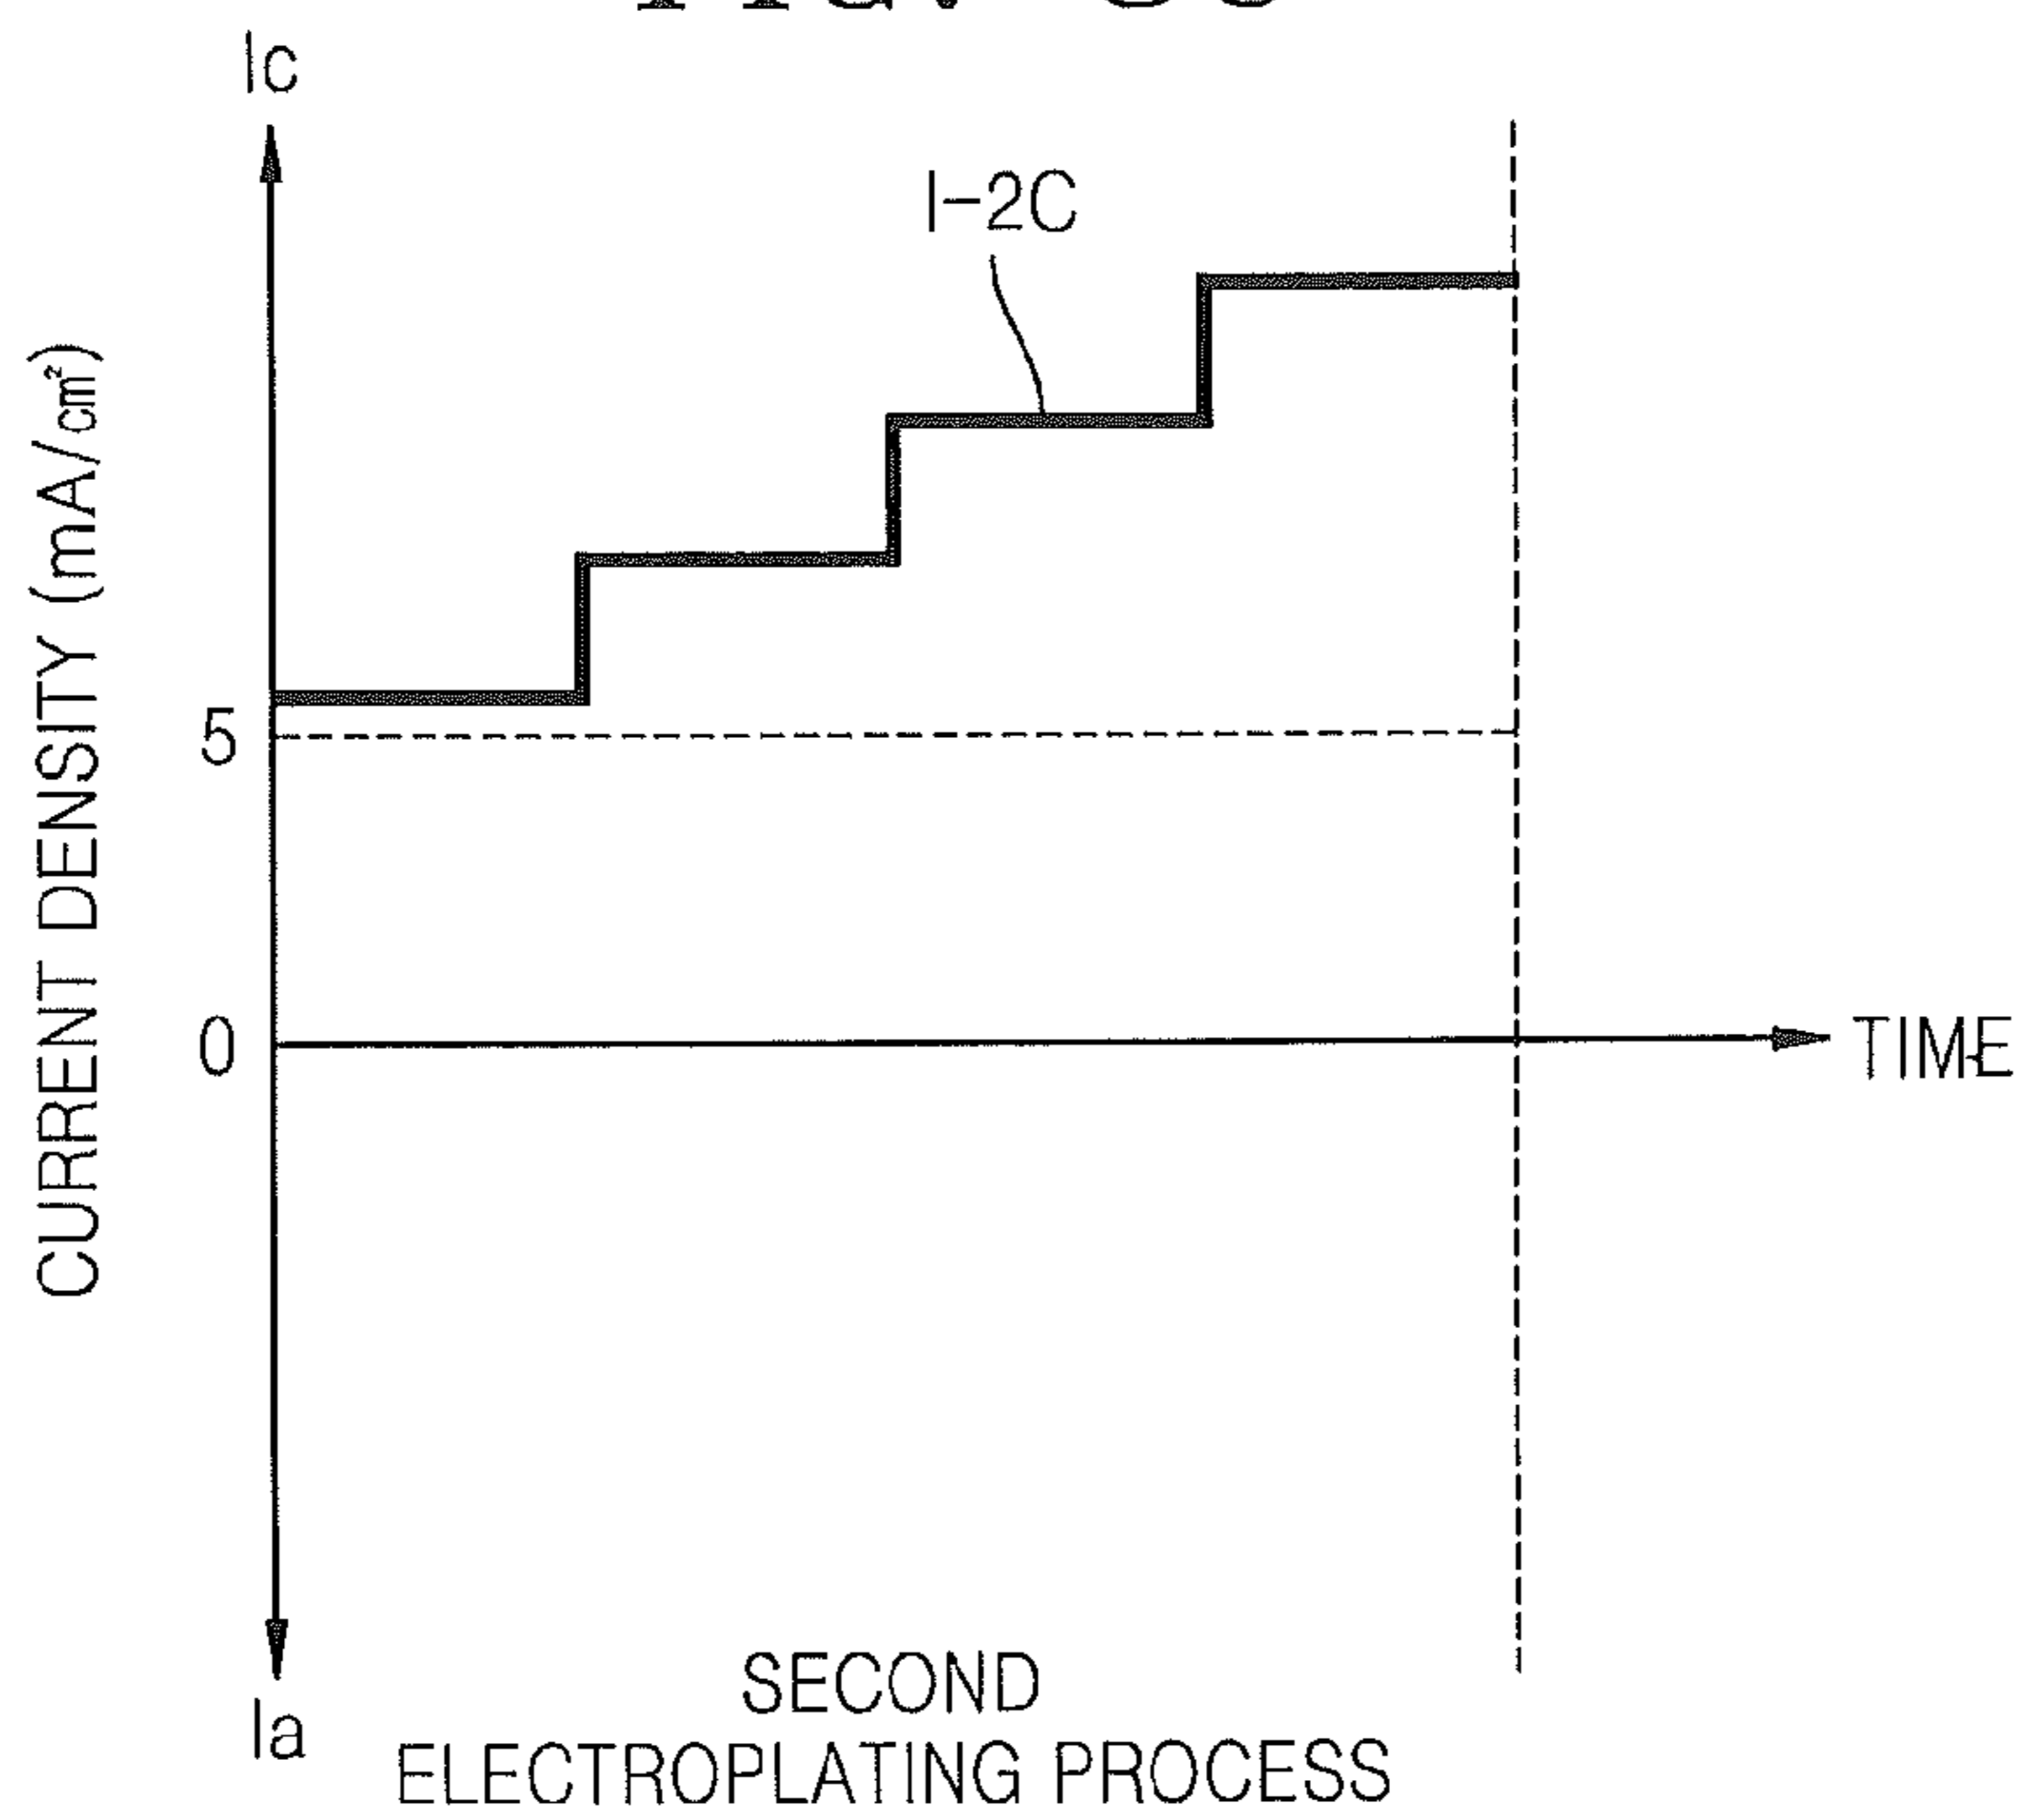 Ic
I-2C
CURRENT DENSITY (mA/cm²)
5
0
TIME
Ia
SECOND
ELECTROPLATING PROCESS